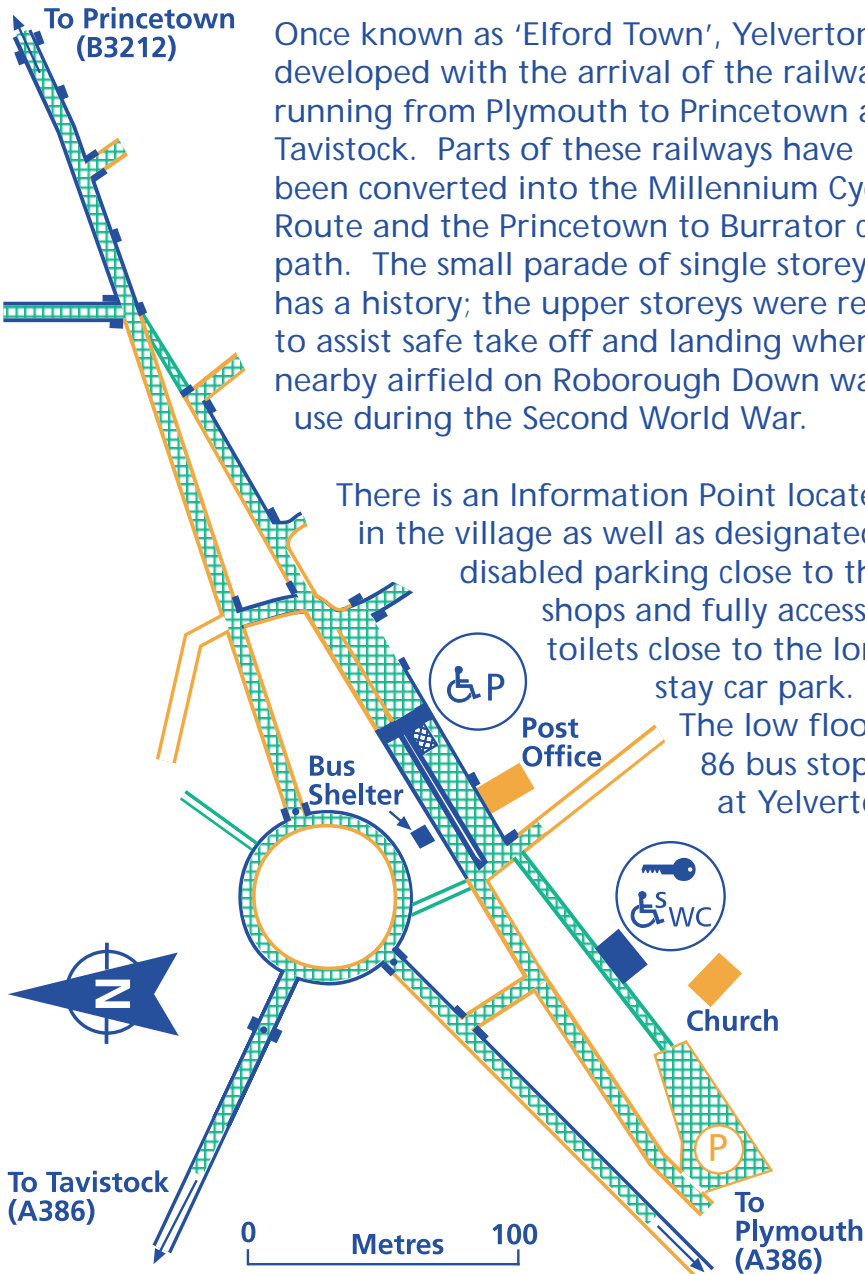 To Princetown
(B3212)
Once known as ‘Elford Town’, Yelverton
developed with the arrival of the railwa
running from Plymouth to Princetown a
Tavistock. Parts of these railways have
been converted into the Millennium Cy
Route and the Princetown to Burrator
path. The small parade of single storey
has a history; the upper storeys were re
to assist safe take off and landing when
nearby airfield on Roborough Down wa
use during the Second World War.
There is an Information Point locate
in the village as well as designated
disabled parking close to th
shops and fully access
toilets close to the lon
stay car park.
The low floo
86 bus stop
at Yelverto
P
Post
Office
Bus
Shelter
S
WC
N
Church
P
To Tavistock
(A386)
0
Metres
100
To
Plymouth
(A386)